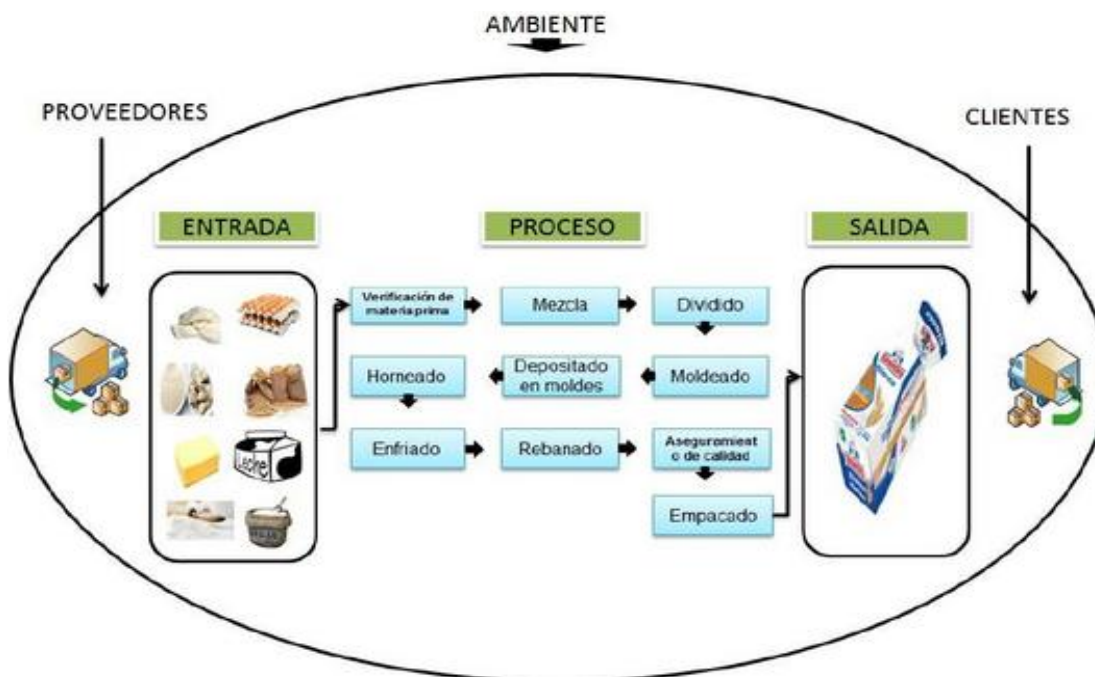 AMBIENTE
PROVEEDORES
CLIENTES
ENTRADA
PROCESO
SALIDA
Verificación de
materia prima
Mezcla
Dividido
Horneado
Depositado
en moldes
Moldeado
Enfriado
Rebanado
Aseguramient
o de calidad
Empacado
Leche